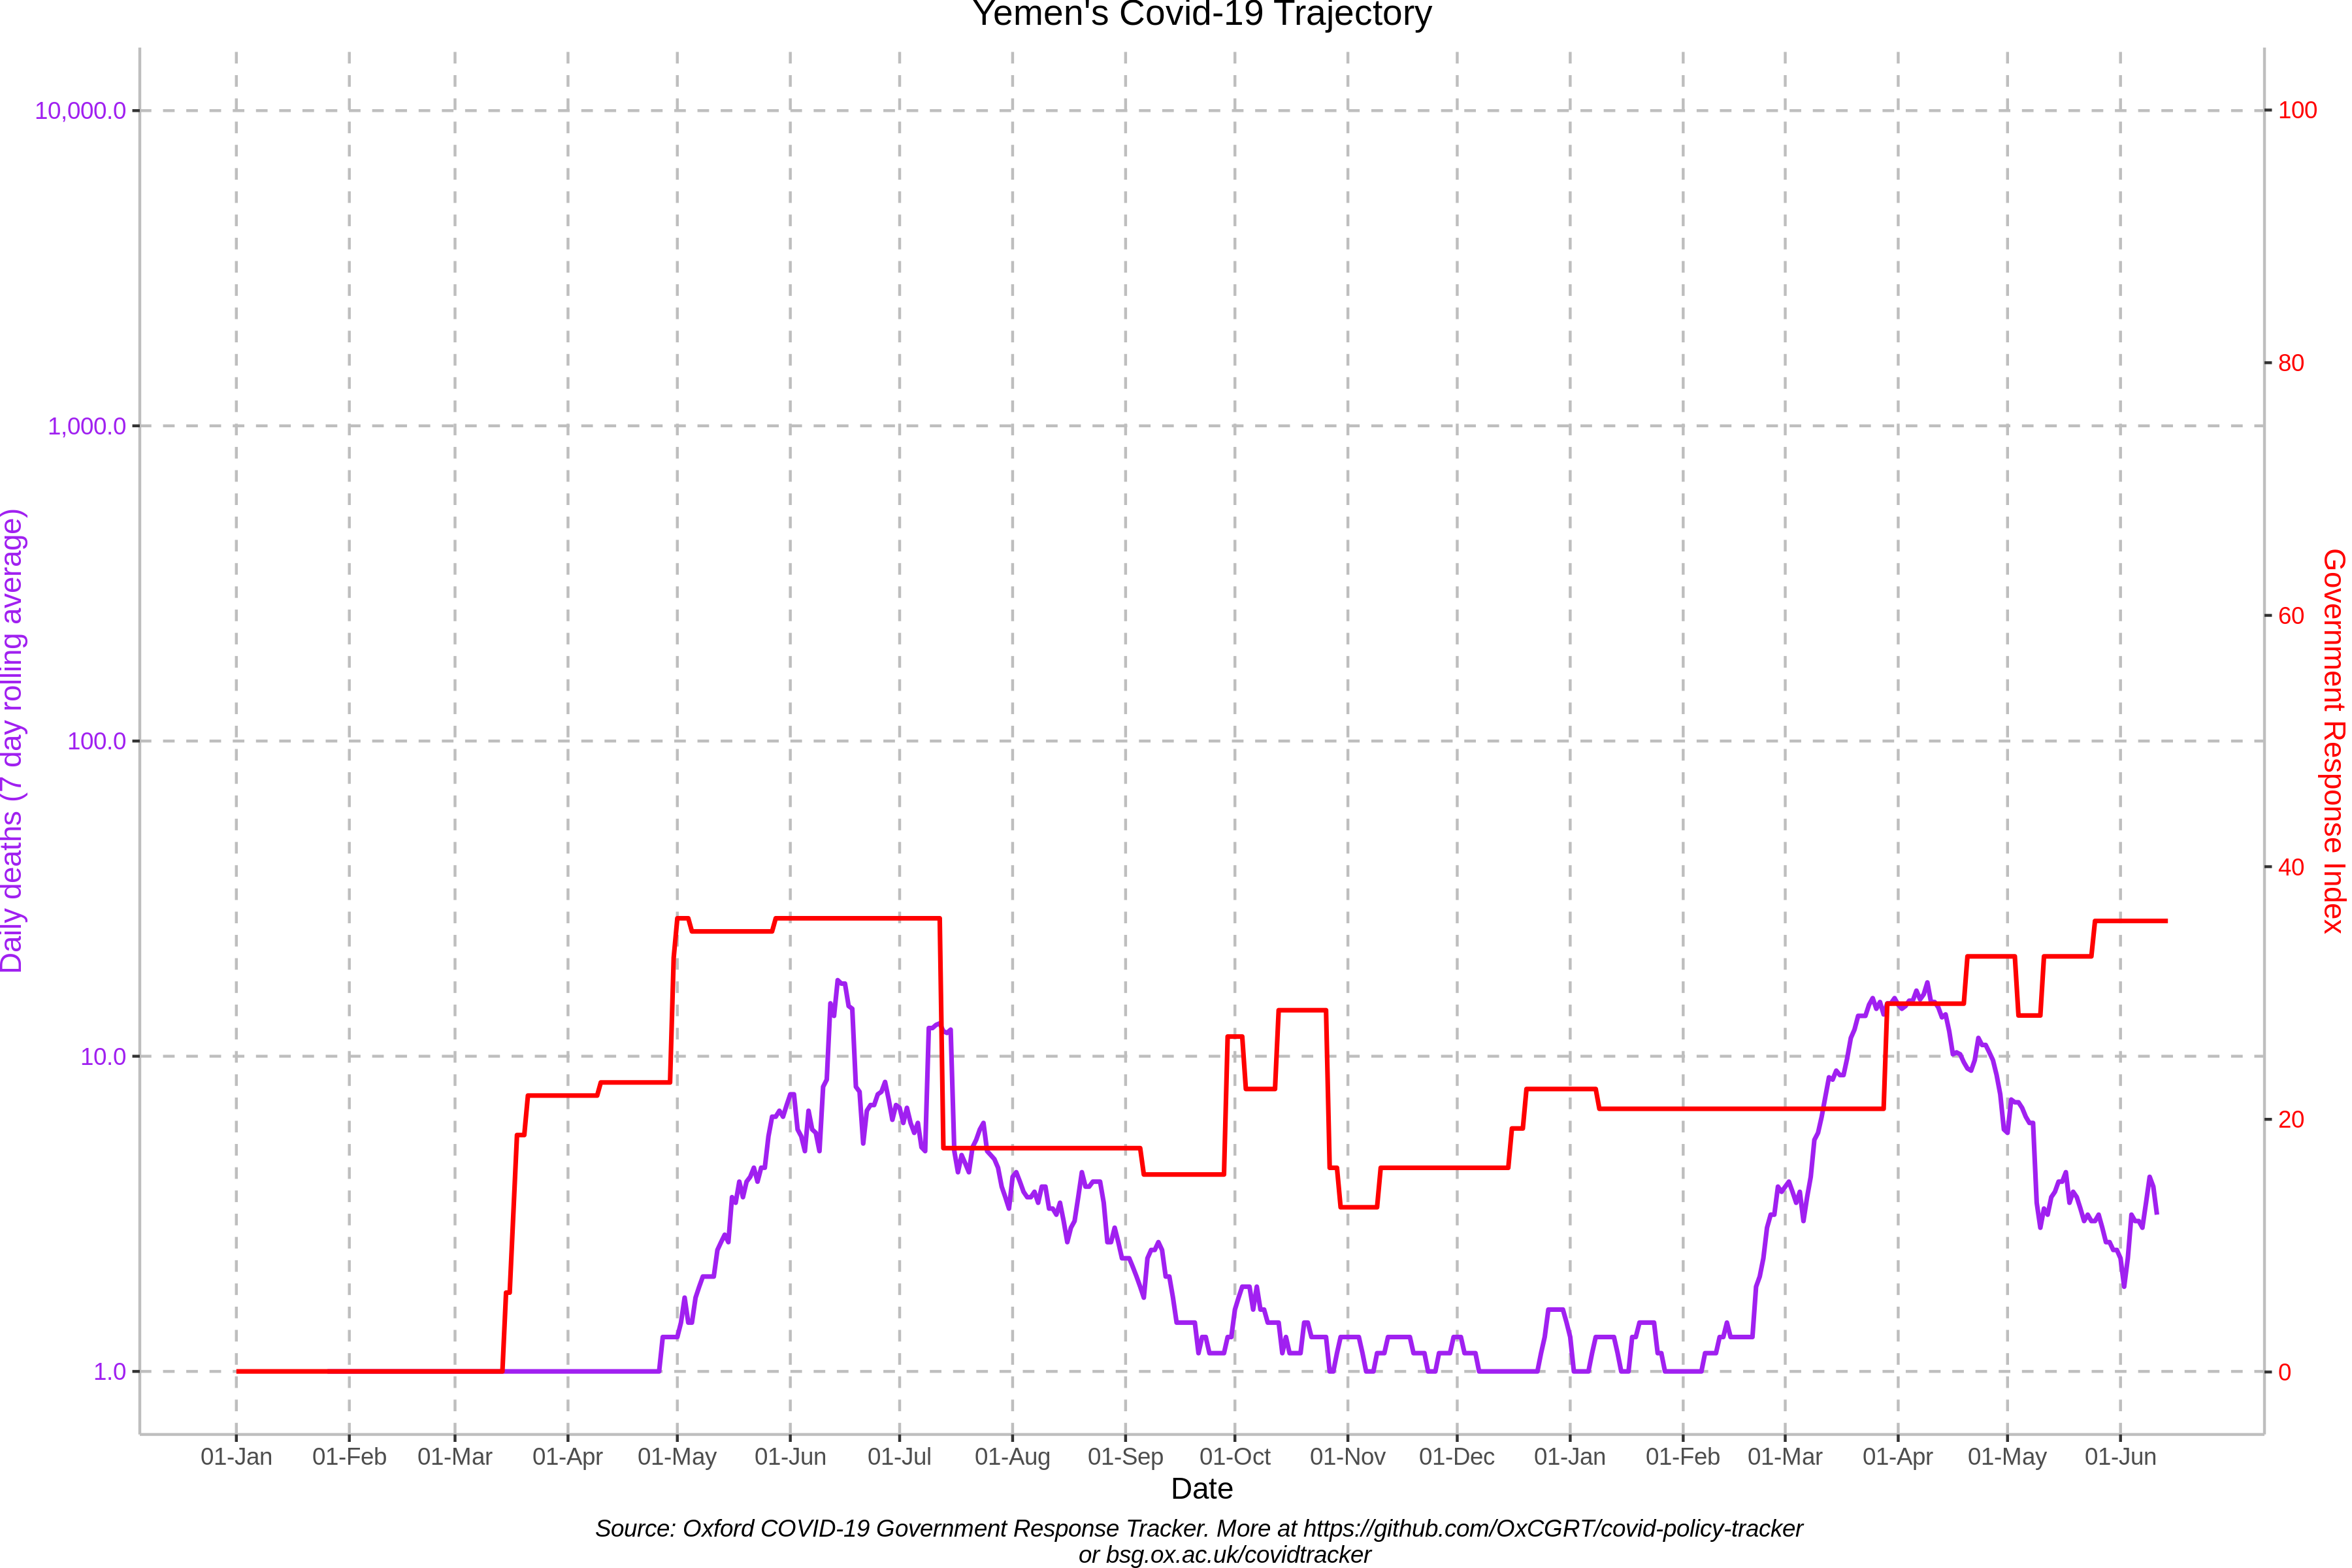 Yemen's Covid-19 Trajectory
10,000.0
1,000.0
100.0
10.0
1.0
Daily deaths (7 day rolling average)
100
80
60
40
20
0
Government Response Index
01-Jan 01-Feb 01-Mar 01-Apr 01-May 01-Jun 01-Jul 01-Aug 01-Sep 01-Oct 01-Nov 01-Dec 01-Jan 01-Feb 01-Mar 01-Apr 01-May 01-Jun
Date
Source: Oxford COVID-19 Government Response Tracker. More at https://github.com/OxCGRT/covid-policy-tracker
or bsg.ox.ac.uk/covidtracker